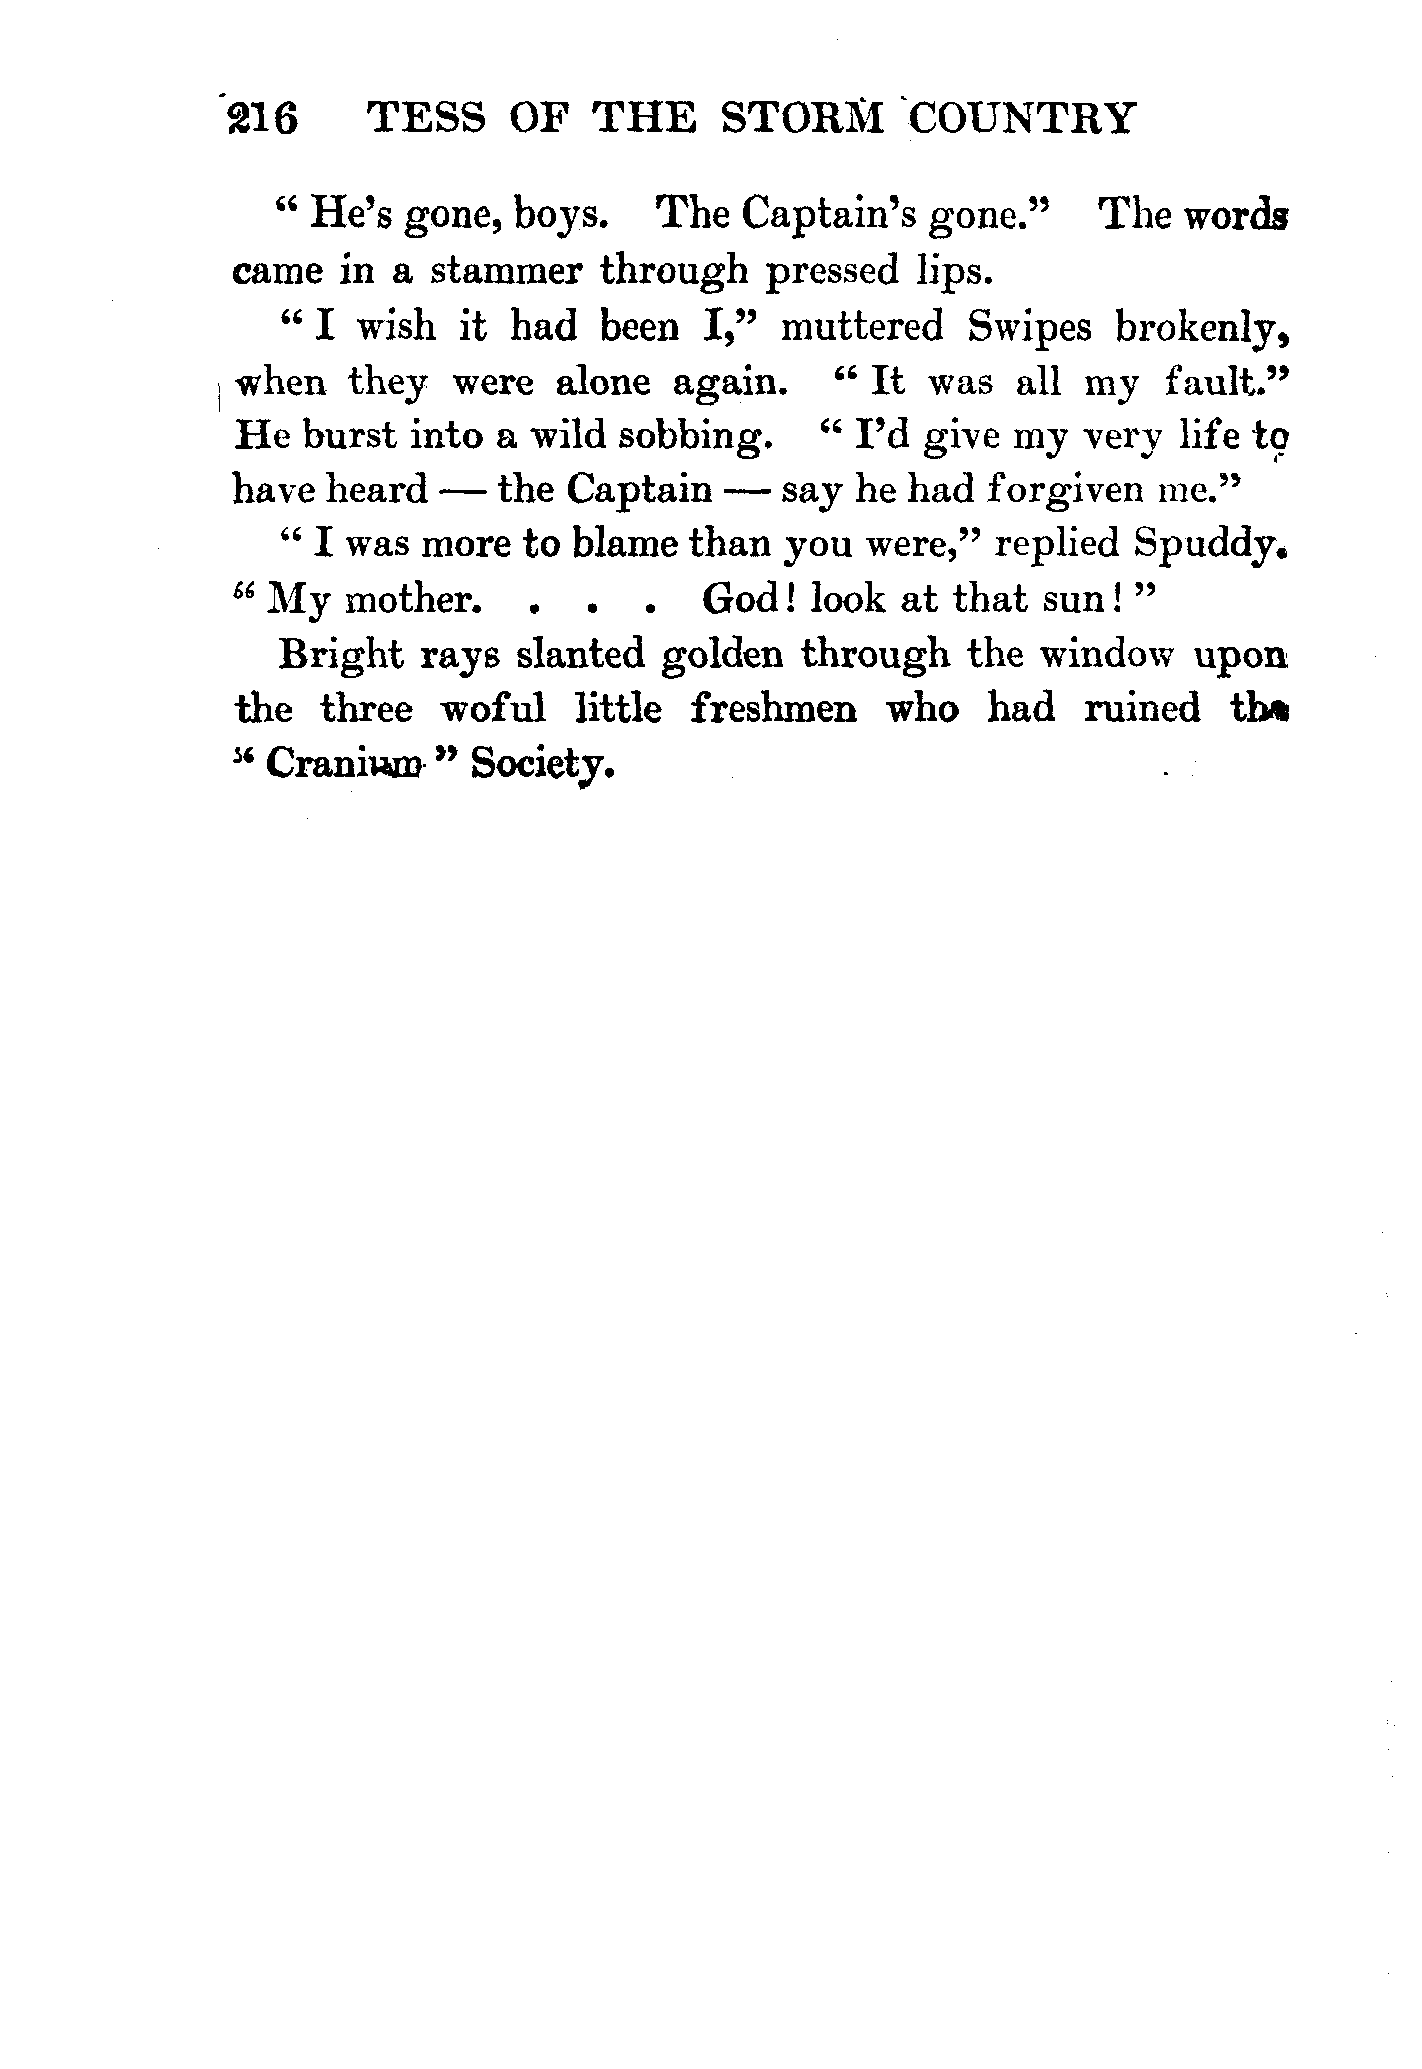 216 TESS OF THE STORM COUNTRY
“ He’s gone, boys. The Captain’s gone.” The words
came in a stammer through pressed lips.
“ I wish it had been I,” muttered Swipes brokenly,
when they were alone again. “ It was all my fault.”
He burst into a wild sobbing. “ I’d give my very life to
have heard — the Captain — say he had forgiven me.”
“ I was more to blame than you were,” replied Spuddy.
“ My mother. . . . God! look at that sun! ”
Bright rays slanted golden through the window upon
the three woful little freshmen who had ruined the
“ Cranium ” Society.